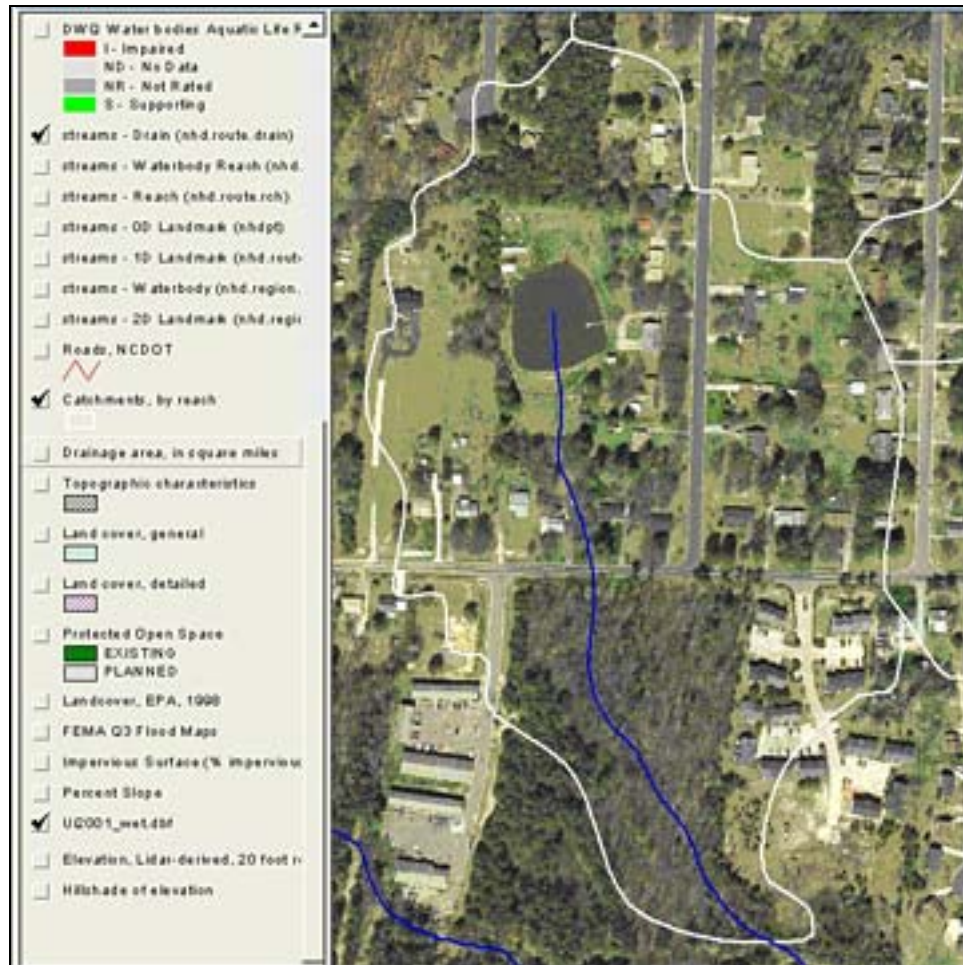 DWQ Water bodies Aquatic Life
I - Impaired
ND - No Data
NR - Not Rated
S - Supporting
streams - Drain (nhd.route.drain)
streams - Waterbody Reach (nhd.
streams - Reach (nhd.route.rch)
streams - 0D Landmark (nhdpt)
streams - 1D Landmark (nhd.rout
streams - Waterbody (nhd.region.
streams - 2D Landmark (nhd.regi
Roads, NCDOT
Catchments, by reach
Drainage area, in square miles
Topographic characteristics
Land cover, general
Land cover, detailed
Protected Open Space
EXISTING
PLANNED
Landcover, EPA, 1998
FEMA Q3 Flood Maps
Impervious Surface (% impervious
Percent Slope
Ul2001_wet.dbf
Elevation, Lidar-derived, 20 foot r
Hillshade of elevation